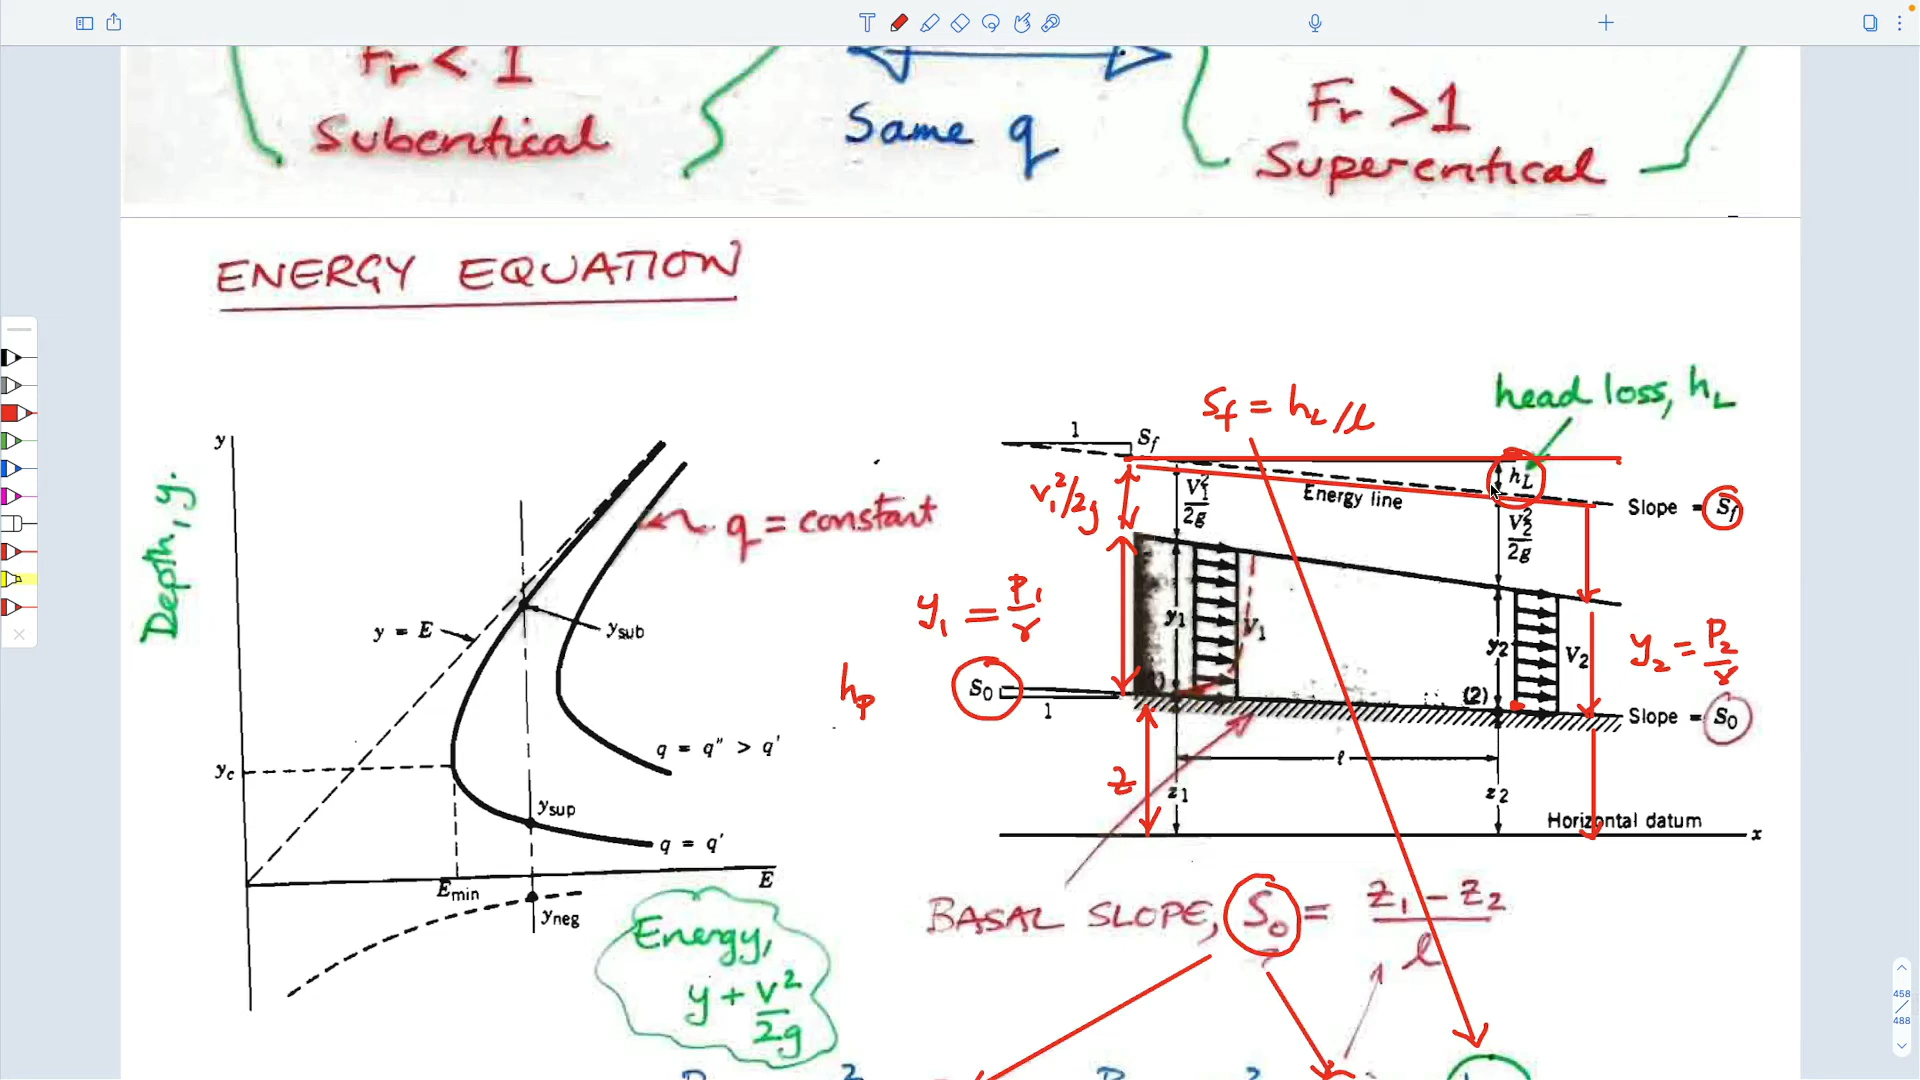 Fr < 1
Subcritical
Same q
Fr >1
Supercritical
ENERGY EQUATION
y
Depth, y.
q = constant
y = E
ysub
q = q" > q'
yc
ysup
q = q'
Emin
E
yneg
Energy,
y + v²/2g
Sf = hL/l
head loss, hL
1
Sf
hL
V1²/2g
v1²/2g
Energy line
Slope = Sf
V2²/2g
y1 = P1/γ
y1
V1
y2
V2
y2 = P2/γ
hp
S0
1
(2)
Slope = S0
l
z
z1
z2
Horizontal datum
x
BASAL SLOPE, S0 = z1 - z2 / l
458
/
488